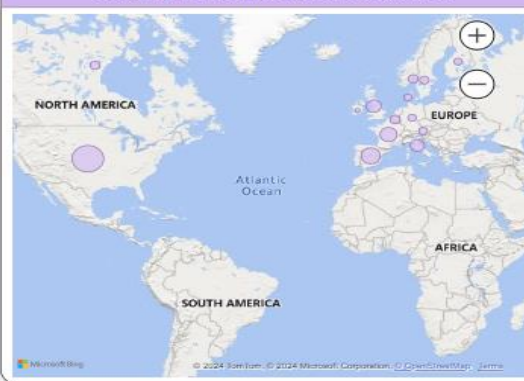 NORTH AMERICA
EUROPE
Atlantic
Ocean
AFRICA
SOUTH AMERICA
Microsoft Bing
© 2024 TomTom, © 2024 Microsoft Corporation, © OpenStreetMap Terms